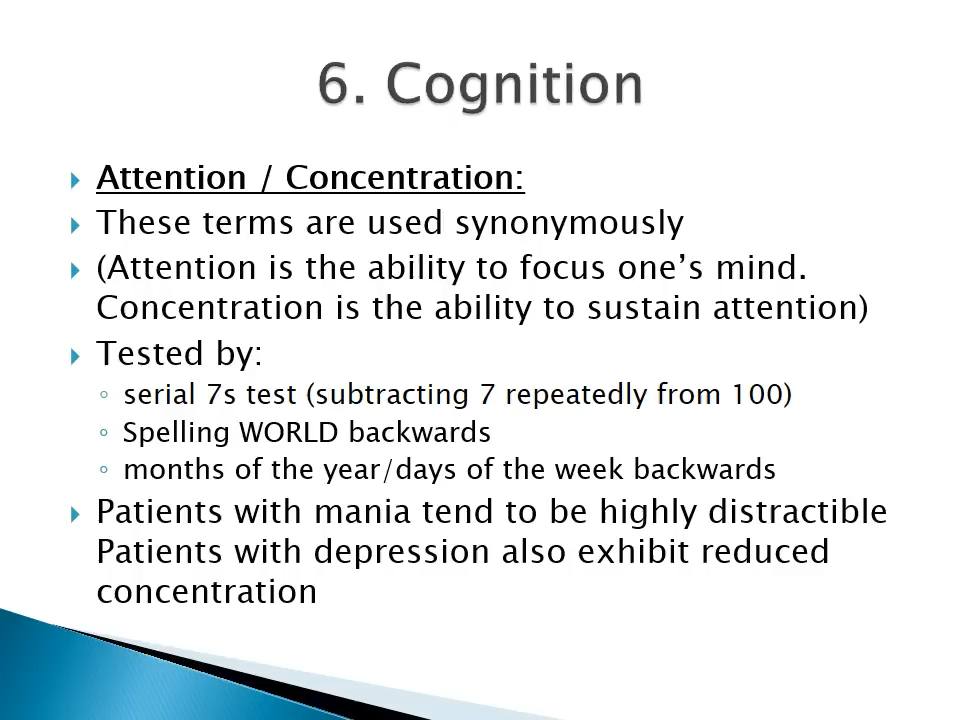 6. Cognition
Attention / Concentration:
These terms are used synonymously
(Attention is the ability to focus one’s mind.
Concentration is the ability to sustain attention)
Tested by:
serial 7s test (subtracting 7 repeatedly from 100)
Spelling WORLD backwards
months of the year/days of the week backwards
Patients with mania tend to be highly distractible
Patients with depression also exhibit reduced
concentration